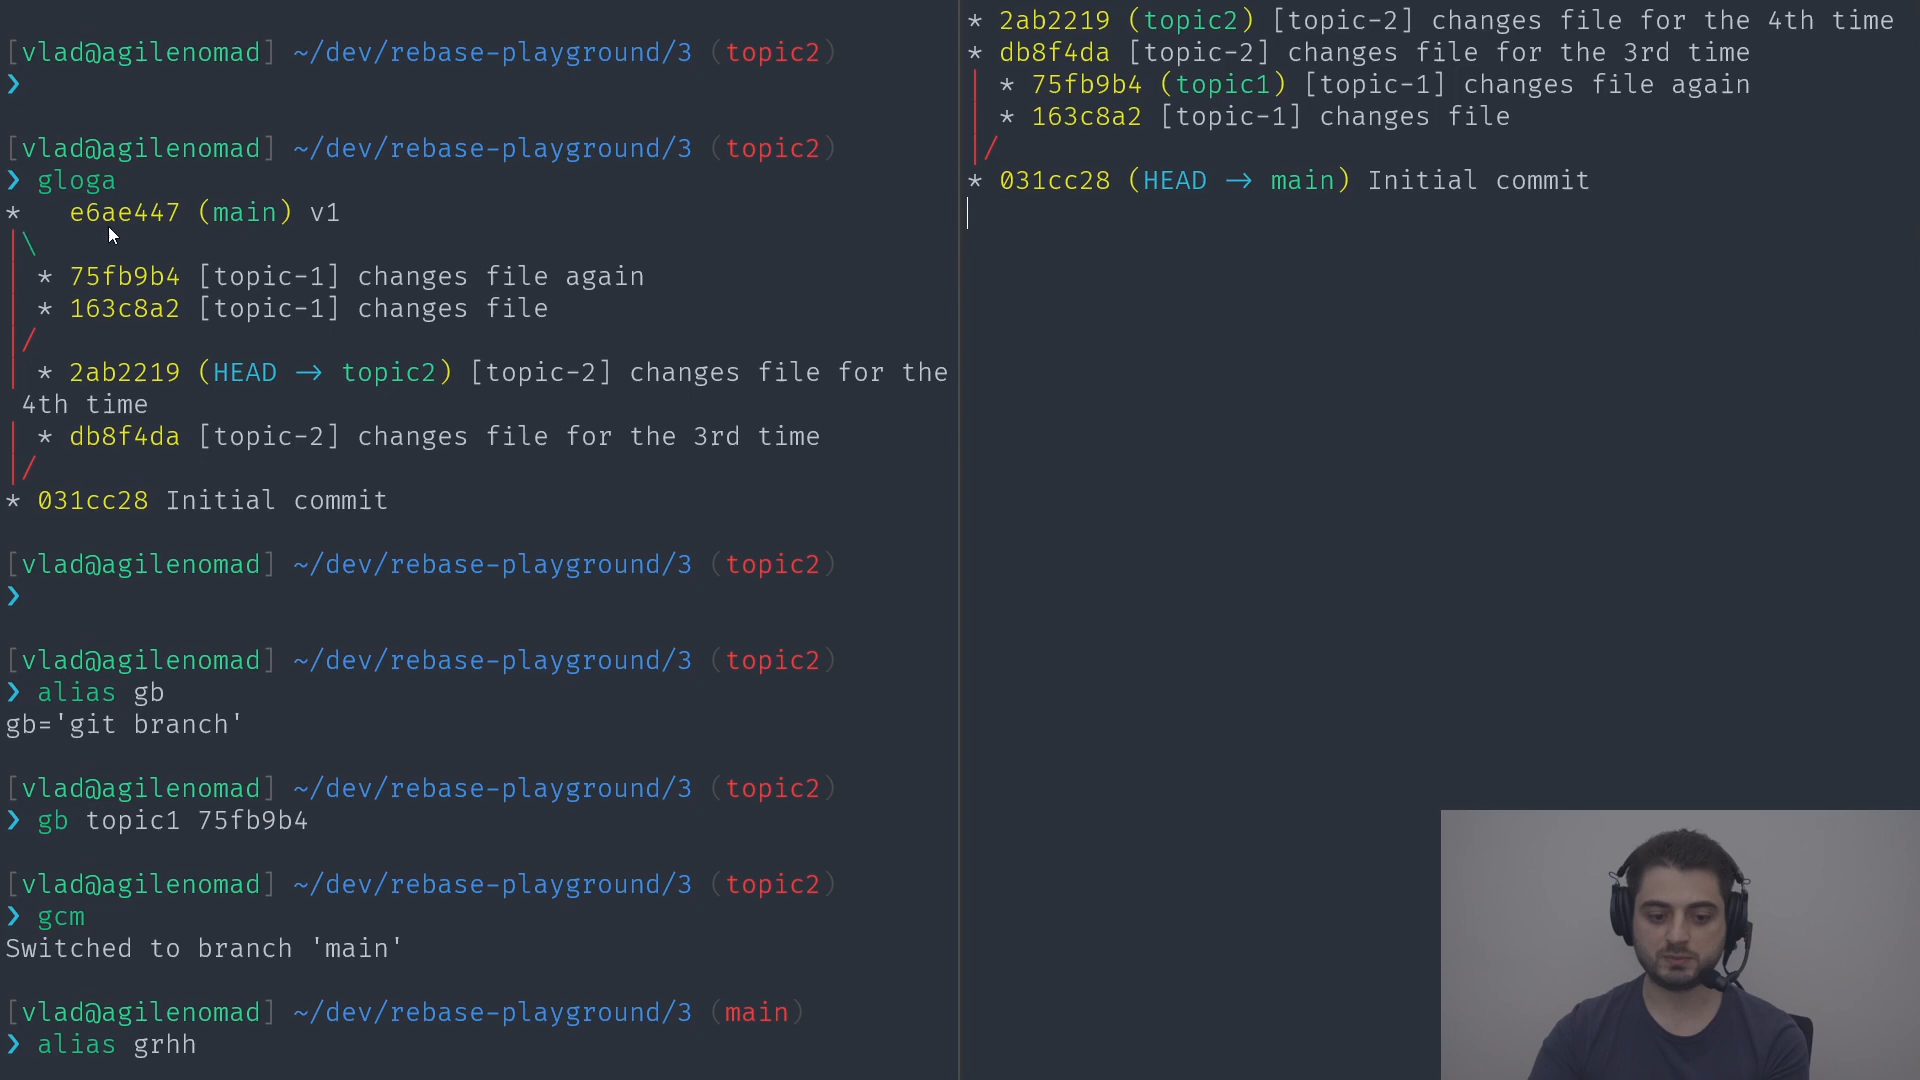 [vlad@agilenomad] ~/dev/rebase-playground/3 (topic2)
❯
[vlad@agilenomad] ~/dev/rebase-playground/3 (topic2)
❯ gloga
*   e6ae447 (main) v1
|\
| * 75fb9b4 [topic-1] changes file again
| * 163c8a2 [topic-1] changes file
|/
| * 2ab2219 (HEAD → topic2) [topic-2] changes file for the
 4th time
| * db8f4da [topic-2] changes file for the 3rd time
|/
* 031cc28 Initial commit
[vlad@agilenomad] ~/dev/rebase-playground/3 (topic2)
❯
[vlad@agilenomad] ~/dev/rebase-playground/3 (topic2)
❯ alias gb
gb='git branch'
[vlad@agilenomad] ~/dev/rebase-playground/3 (topic2)
❯ gb topic1 75fb9b4
[vlad@agilenomad] ~/dev/rebase-playground/3 (topic2)
❯ gcm
Switched to branch 'main'
[vlad@agilenomad] ~/dev/rebase-playground/3 (main)
❯ alias grhh
* 2ab2219 (topic2) [topic-2] changes file for the 4th time
* db8f4da [topic-2] changes file for the 3rd time
| * 75fb9b4 (topic1) [topic-1] changes file again
| * 163c8a2 [topic-1] changes file
|/
* 031cc28 (HEAD → main) Initial commit